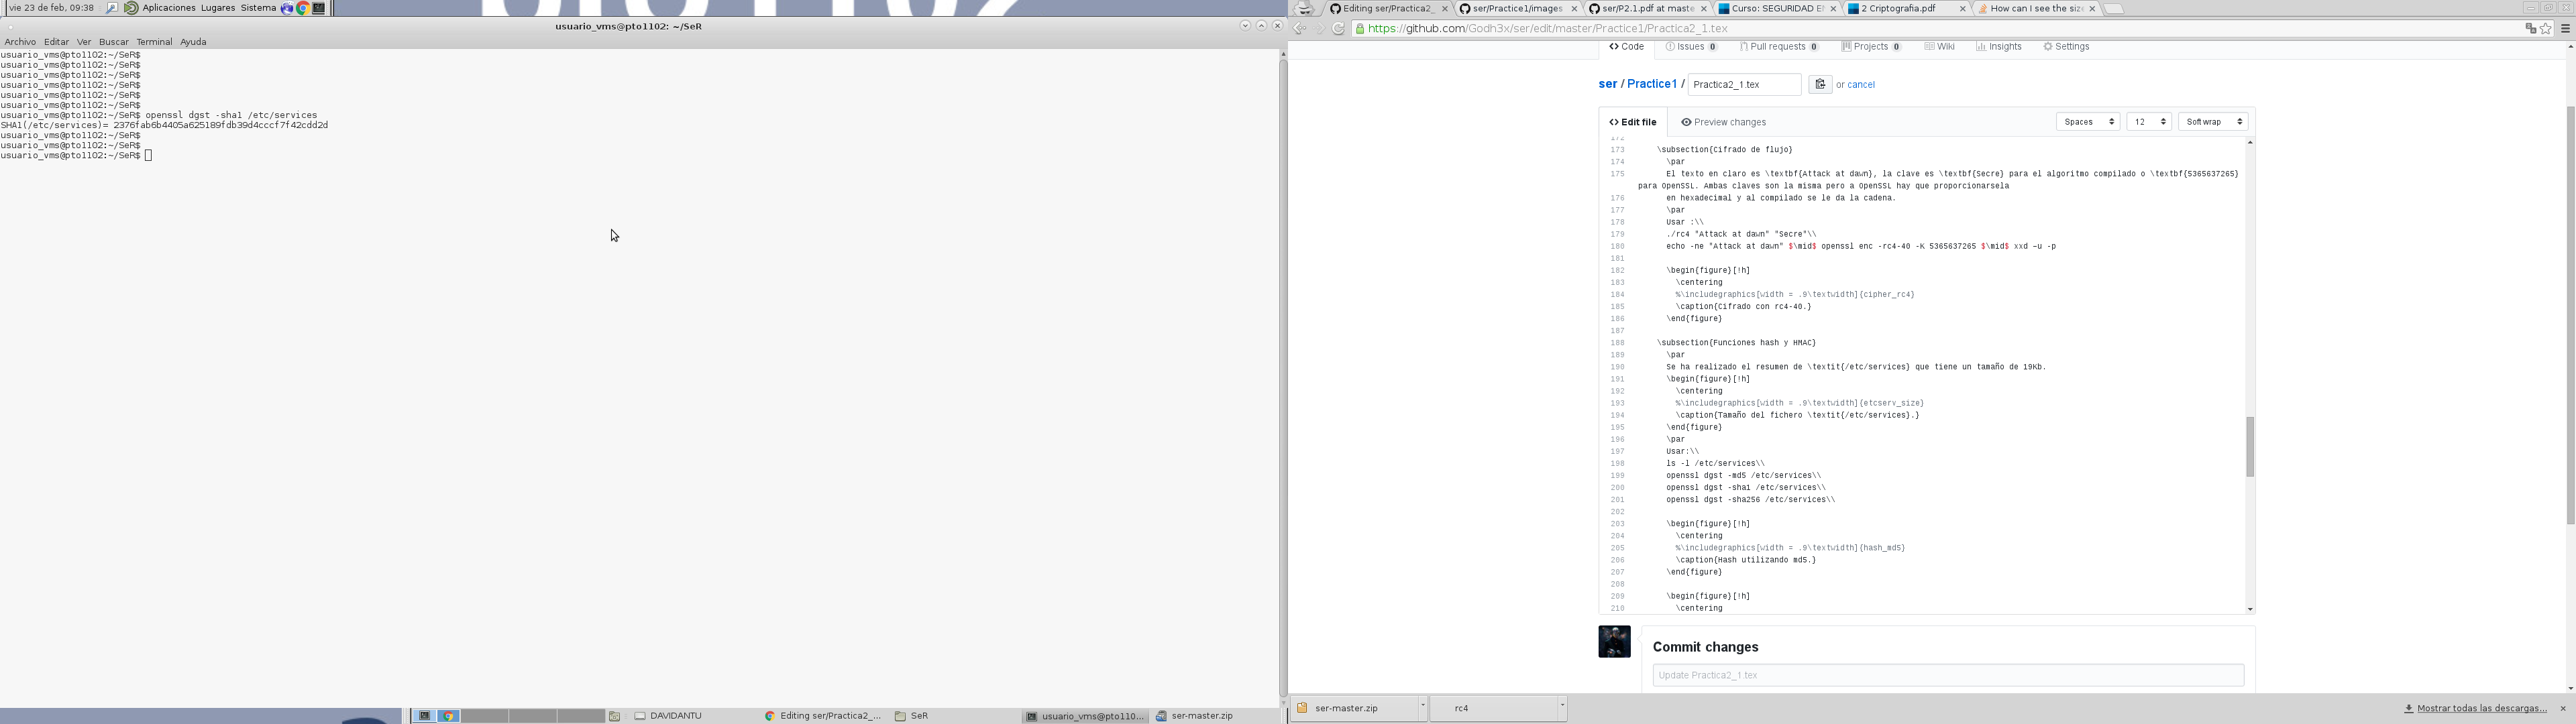 vie 23 de feb, 09:38 Aplicaciones Lugares Sistema
usuario_vms@pto1102: ~/SeR
Archivo Editar Ver Buscar Terminal Ayuda
usuario_vms@pto1102:~/SeR$
usuario_vms@pto1102:~/SeR$
usuario_vms@pto1102:~/SeR$
usuario_vms@pto1102:~/SeR$
usuario_vms@pto1102:~/SeR$
usuario_vms@pto1102:~/SeR$
usuario_vms@pto1102:~/SeR$ openssl dgst -sha1 /etc/services
SHA1(/etc/services)= 2376fab6b4405a625189fdb39d4cccf7f42cdd2d
usuario_vms@pto1102:~/SeR$
usuario_vms@pto1102:~/SeR$
usuario_vms@pto1102:~/SeR$
DAVIDANTU Editing ser/Practica2_... SeR usuario_vms@pto110... ser-master.zip
Editing ser/Practica2_ ser/Practice1/images ser/P2.1.pdf at maste Curso: SEGURIDAD E 2 Criptografia.pdf How can I see the siz
https://github.com/Godh3x/ser/edit/master/Practice1/Practica2_1.tex
Code Issues 0 Pull requests 0 Projects 0 Wiki Insights Settings
ser / Practice1 / Practica2_1.tex or cancel
Edit file Preview changes Spaces 12 Soft wrap
172
173 \subsection{Cifrado de flujo}
174 \par
175 El texto en claro es \textbf{Attack at dawn}, la clave es \textbf{Secre} para el algoritmo compilado o \textbf{5365637265}
para OpenSSL. Ambas claves son la misma pero a OpenSSL hay que proporcionarsela
176 en hexadecimal y al compilado se le da la cadena.
177 \par
178 Usar :\\
179 ./rc4 "Attack at dawn" "Secre"\\
180 echo -ne "Attack at dawn" $\mid$ openssl enc -rc4-40 -K 5365637265 $\mid$ xxd –u -p
181
182 \begin{figure}[!h]
183 \centering
184 %\includegraphics[width = .9\textwidth]{cipher_rc4}
185 \caption{Cifrado con rc4-40.}
186 \end{figure}
187
188 \subsection{Funciones hash y HMAC}
189 \par
190 Se ha realizado el resumen de \textit{/etc/services} que tiene un tamaño de 19Kb.
191 \begin{figure}[!h]
192 \centering
193 %\includegraphics[width = .9\textwidth]{etcserv_size}
194 \caption{Tamaño del fichero \textit{/etc/services}.}
195 \end{figure}
196 \par
197 Usar:\\
198 ls -l /etc/services\\
199 openssl dgst -md5 /etc/services\\
200 openssl dgst -sha1 /etc/services\\
201 openssl dgst -sha256 /etc/services\\
202
203 \begin{figure}[!h]
204 \centering
205 %\includegraphics[width = .9\textwidth]{hash_md5}
206 \caption{Hash utilizando md5.}
207 \end{figure}
208
209 \begin{figure}[!h]
210 \centering
Commit changes
Update Practica2_1.tex
ser-master.zip rc4 Mostrar todas las descargas...